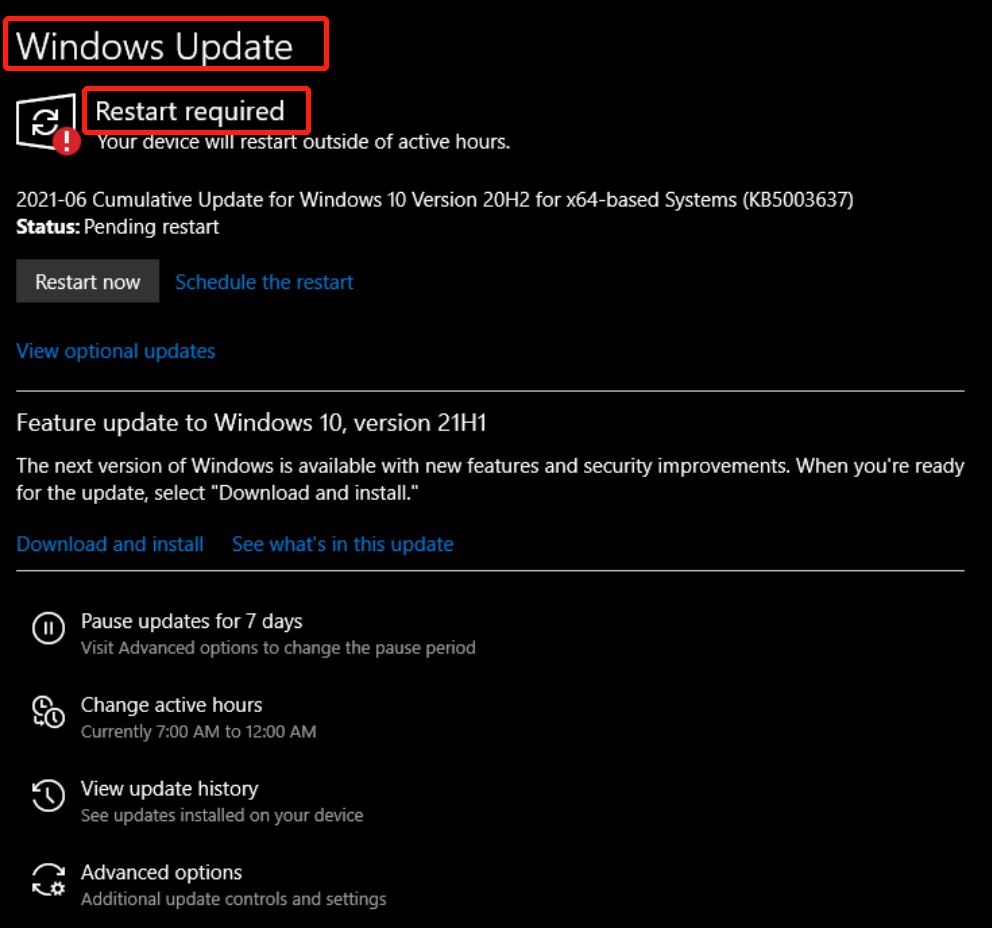 Windows Update
Restart required
Your device will restart outside of active hours.
2021-06 Cumulative Update for Windows 10 Version 20H2 for x64-based Systems (KB5003637)
Status: Pending restart
Restart now
Schedule the restart
View optional updates
Feature update to Windows 10, version 21H1
The next version of Windows is available with new features and security improvements. When you're ready
for the update, select "Download and install."
Download and install
See what's in this update
Pause updates for 7 days
Visit Advanced options to change the pause period
Change active hours
Currently 7:00 AM to 12:00 AM
View update history
See updates installed on your device
Advanced options
Additional update controls and settings